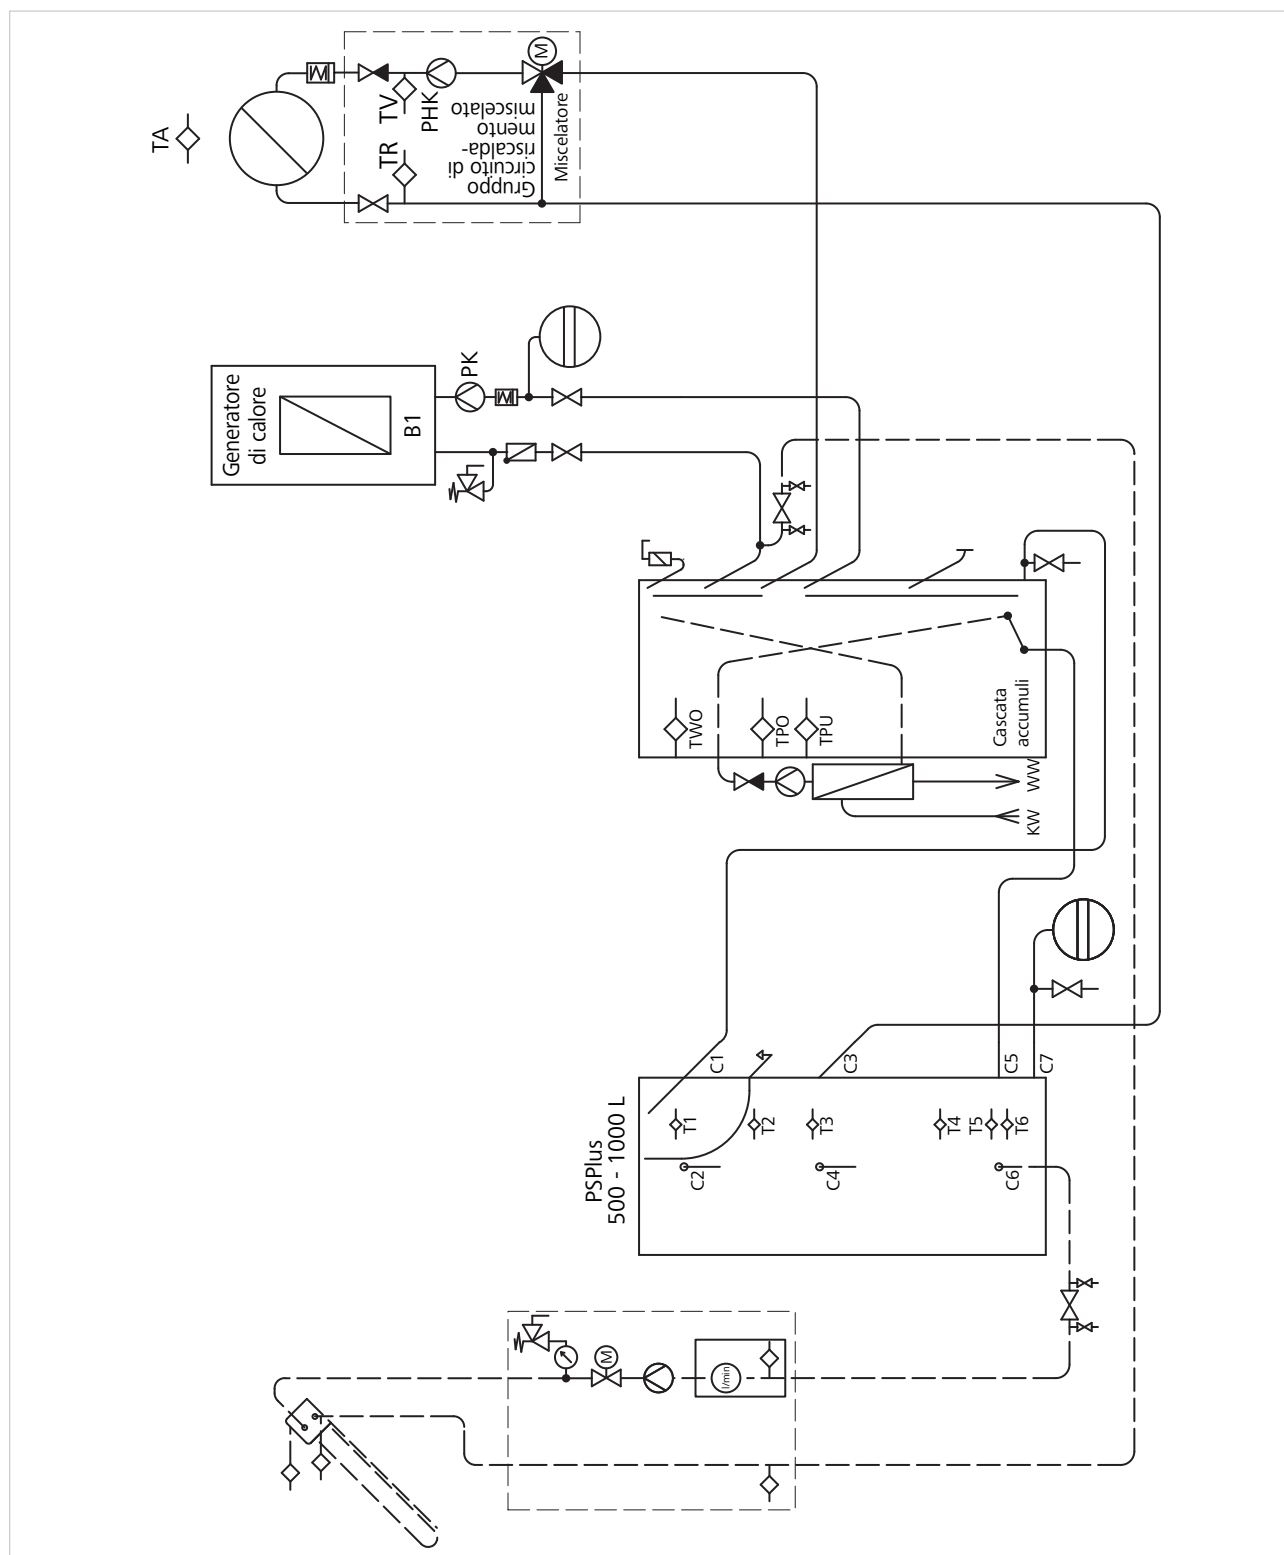 TA
TV
TR
PHK
M
Gruppo
circuito di
riscalda-
mento
miscelato
Miscelatore
Generatore
di calore
B1
PK
TWO
TPO
TPU
Cascata
accumuli
WW
KW
PSPlus
500 - 1000 L
C1
C3
C5
C7
T1
T2
T3
T4
T5
T6
C2
C4
C6
M
l/min